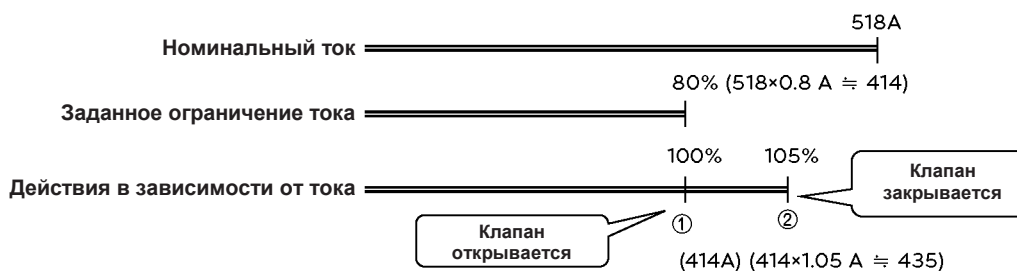 518A
Номинальный ток
80% (518×0.8 A ≒ 414)
Заданное ограничение тока
100%
105%
Клапан
закрывается
Действия в зависимости от тока
①
②
Клапан
открывается
(414A) (414×1.05 A ≒ 435)